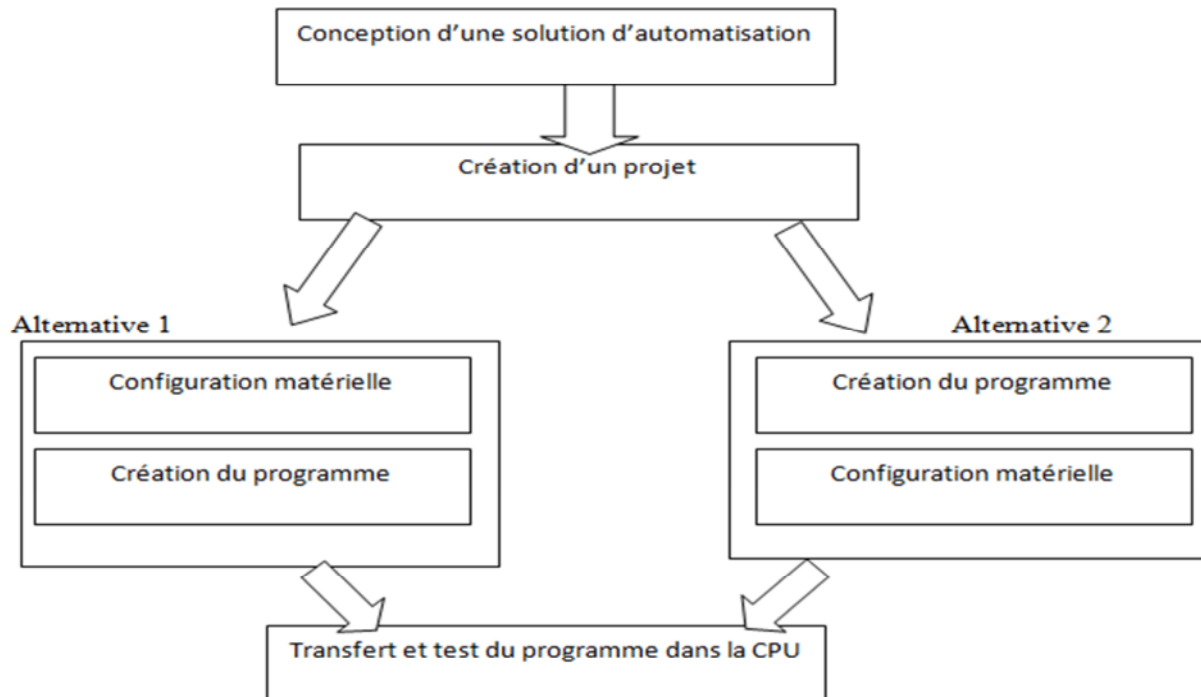 Conception d’une solution d’automatisation
Création d’un projet
Alternative 1
Configuration matérielle
Création du programme
Alternative 2
Création du programme
Configuration matérielle
Transfert et test du programme dans la CPU